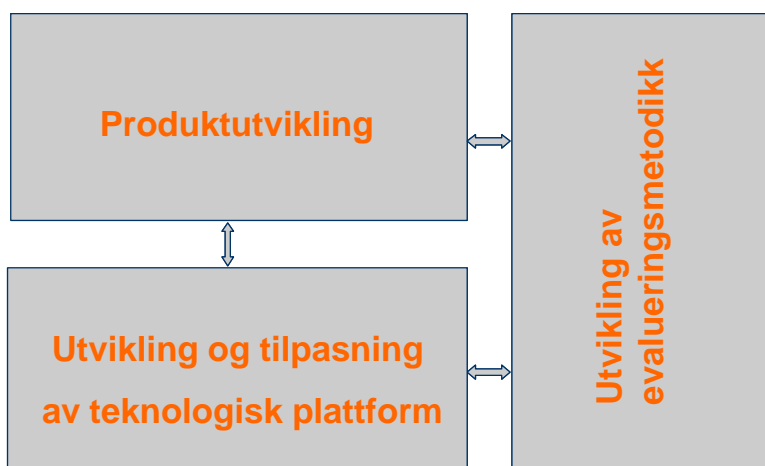 Produktutvikling
Utvikling og tilpasning
av teknologisk plattform
Utvikling av
evalueringsmetodikk